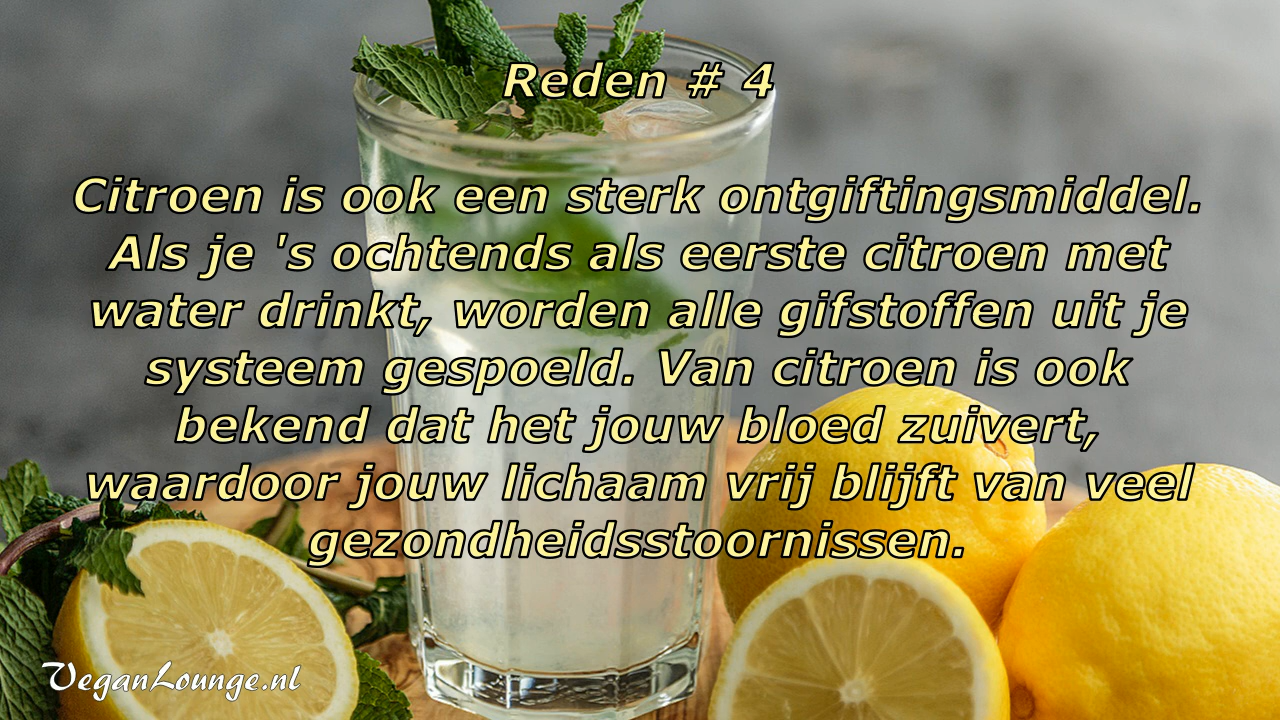 Reden # 4
Citroen is ook een sterk ontgiftingsmiddel.
Als je 's ochtends als eerste citroen met
water drinkt, worden alle gifstoffen uit je
systeem gespoeld. Van citroen is ook
bekend dat het jouw bloed zuivert,
waardoor jouw lichaam vrij blijft van veel
gezondheidsstoornissen.
VeganLounge.nl